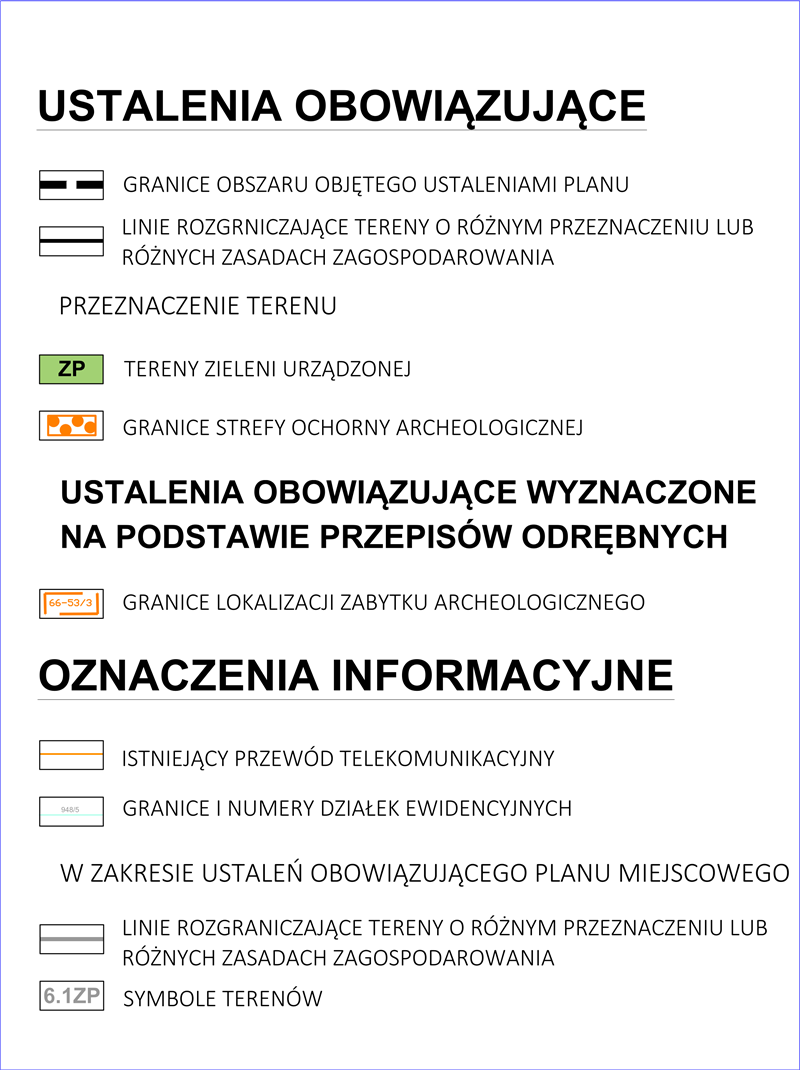 USTALENIA OBOWIĄZUJĄCE
GRANICE OBSZARU OBJĘTEGO USTALENIAMI PLANU
LINIE ROZGRNICZAJĄCE TERENY O RÓŻNYM PRZEZNACZENIU LUB
RÓŻNYCH ZASADACH ZAGOSPODAROWANIA
PRZEZNACZENIE TERENU
ZP TERENY ZIELENI URZĄDZONEJ
GRANICE STREFY OCHORNY ARCHEOLOGICZNEJ
USTALENIA OBOWIĄZUJĄCE WYZNACZONE
NA PODSTAWIE PRZEPISÓW ODRĘBNYCH
66-53/3 GRANICE LOKALIZACJI ZABYTKU ARCHEOLOGICZNEGO
OZNACZENIA INFORMACYJNE
ISTNIEJĄCY PRZEWÓD TELEKOMUNIKACYJNY
948/5 GRANICE I NUMERY DZIAŁEK EWIDENCYJNYCH
W ZAKRESIE USTALEŃ OBOWIĄZUJĄCEGO PLANU MIEJSCOWEGO
LINIE ROZGRANICZAJĄCE TERENY O RÓŻNYM PRZEZNACZENIU LUB
RÓŻNYCH ZASADACH ZAGOSPODAROWANIA
6.1ZP SYMBOLE TERENÓW